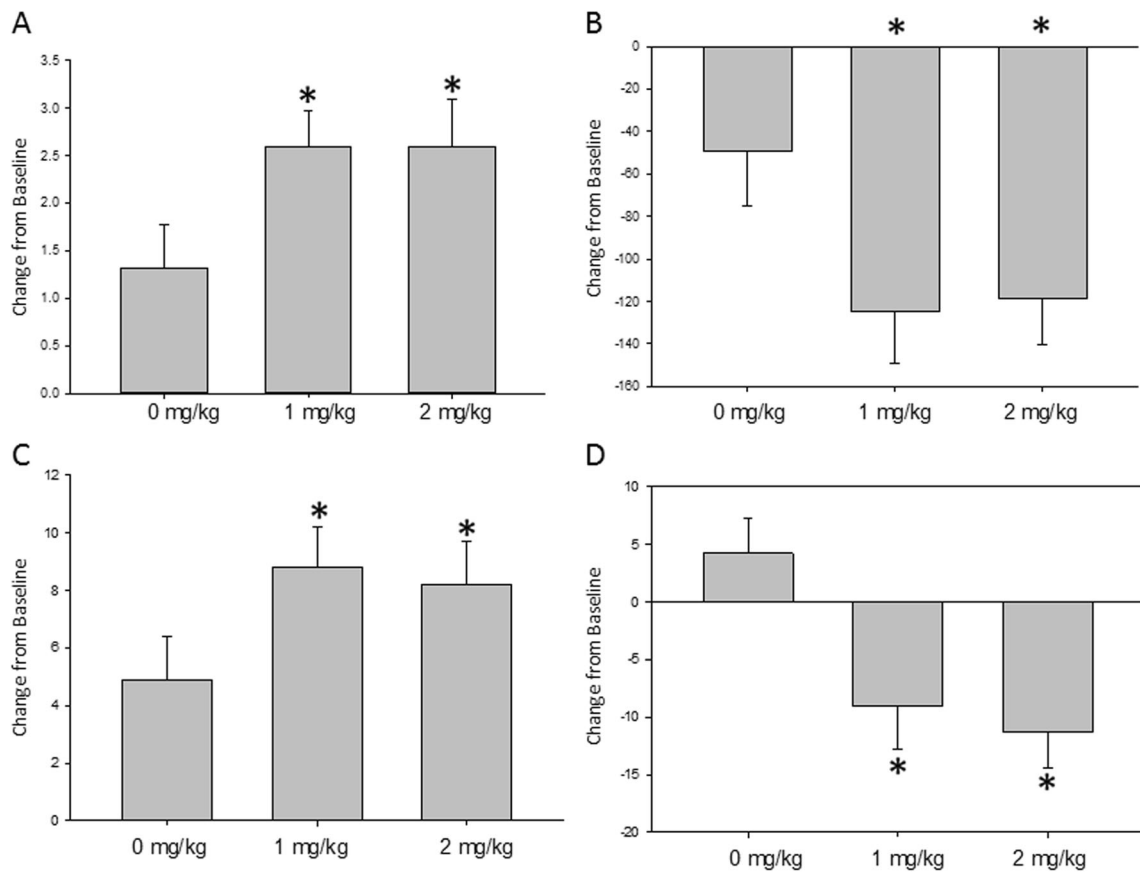 A
Change from Baseline
3.5
3.0
2.5
2.0
1.5
1.0
0.5
0.0
*
*
0 mg/kg
1 mg/kg
2 mg/kg
B
Change from Baseline
0
-20
-40
-60
-80
-100
-120
-140
-160
*
*
0 mg/kg
1 mg/kg
2 mg/kg
C
Change from Baseline
12
10
8
6
4
2
0
*
*
0 mg/kg
1 mg/kg
2 mg/kg
D
Change from Baseline
10
5
0
-5
-10
-15
-20
*
*
0 mg/kg
1 mg/kg
2 mg/kg